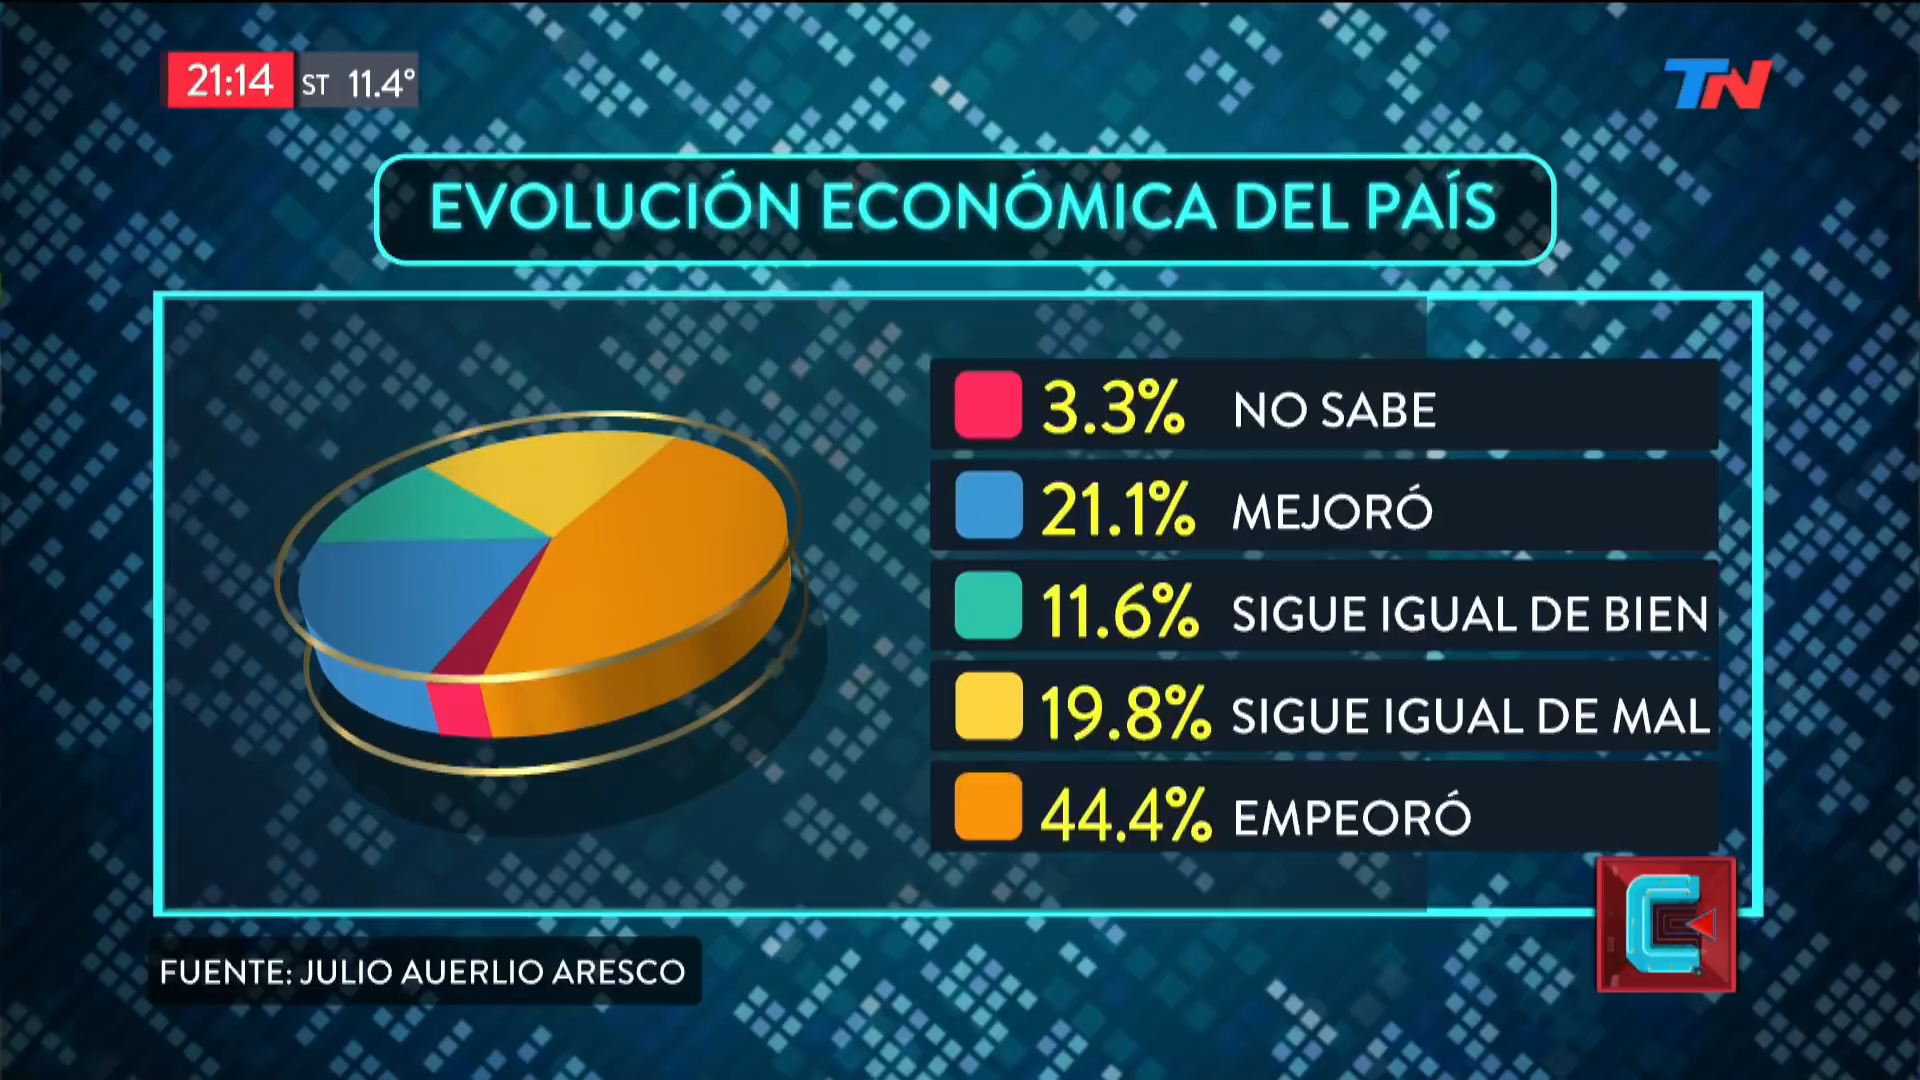 21:14 ST 11.4°
TN
EVOLUCIÓN ECONÓMICA DEL PAÍS
3.3% NO SABE
21.1% MEJORÓ
11.6% SIGUE IGUAL DE BIEN
19.8% SIGUE IGUAL DE MAL
44.4% EMPEORÓ
C
FUENTE: JULIO AUERLIO ARESCO